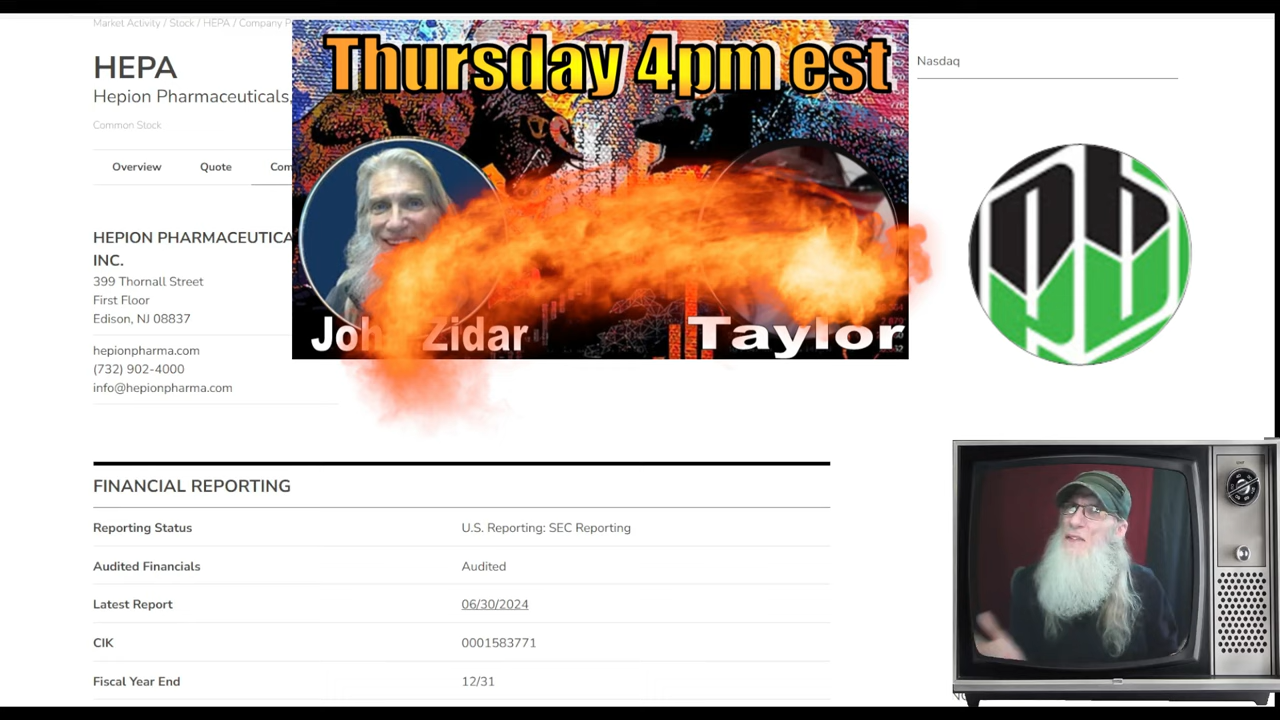 Market Activity / Stock / HEPA / Company P
HEPA
Hepion Pharmaceuticals,
Common Stock
Overview Quote Com
HEPION PHARMACEUTICA
INC.
399 Thornall Street
First Floor
Edison, NJ 08837
hepionpharma.com
(732) 902-4000
info@hepionpharma.com
Thursday 4pm est
Joh Zidar
Taylor
Nasdaq
FINANCIAL REPORTING
Reporting Status U.S. Reporting: SEC Reporting
Audited Financials Audited
Latest Report 06/30/2024
CIK 0001583771
Fiscal Year End 12/31